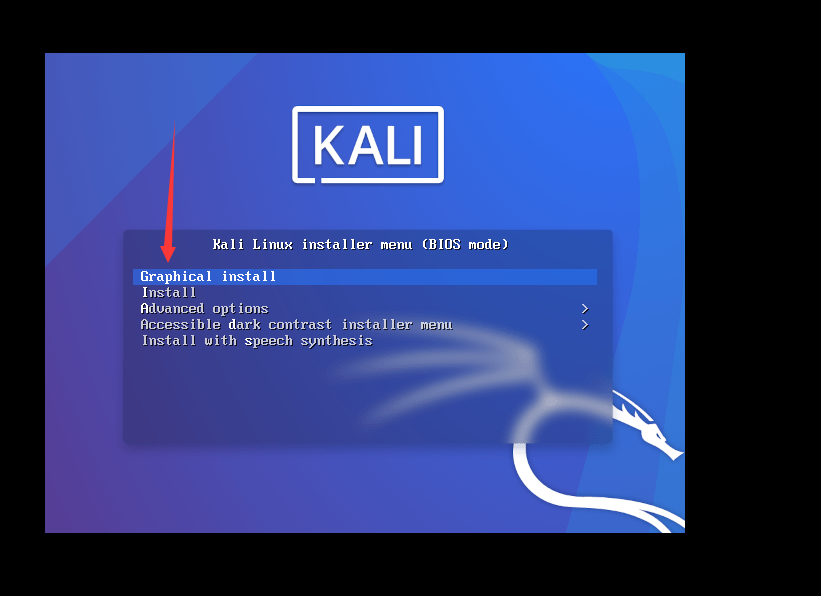 KALI
Kali Linux installer menu (BIOS mode)
Graphical install
Install
Advanced options >
Accessible dark contrast installer menu >
Install with speech synthesis